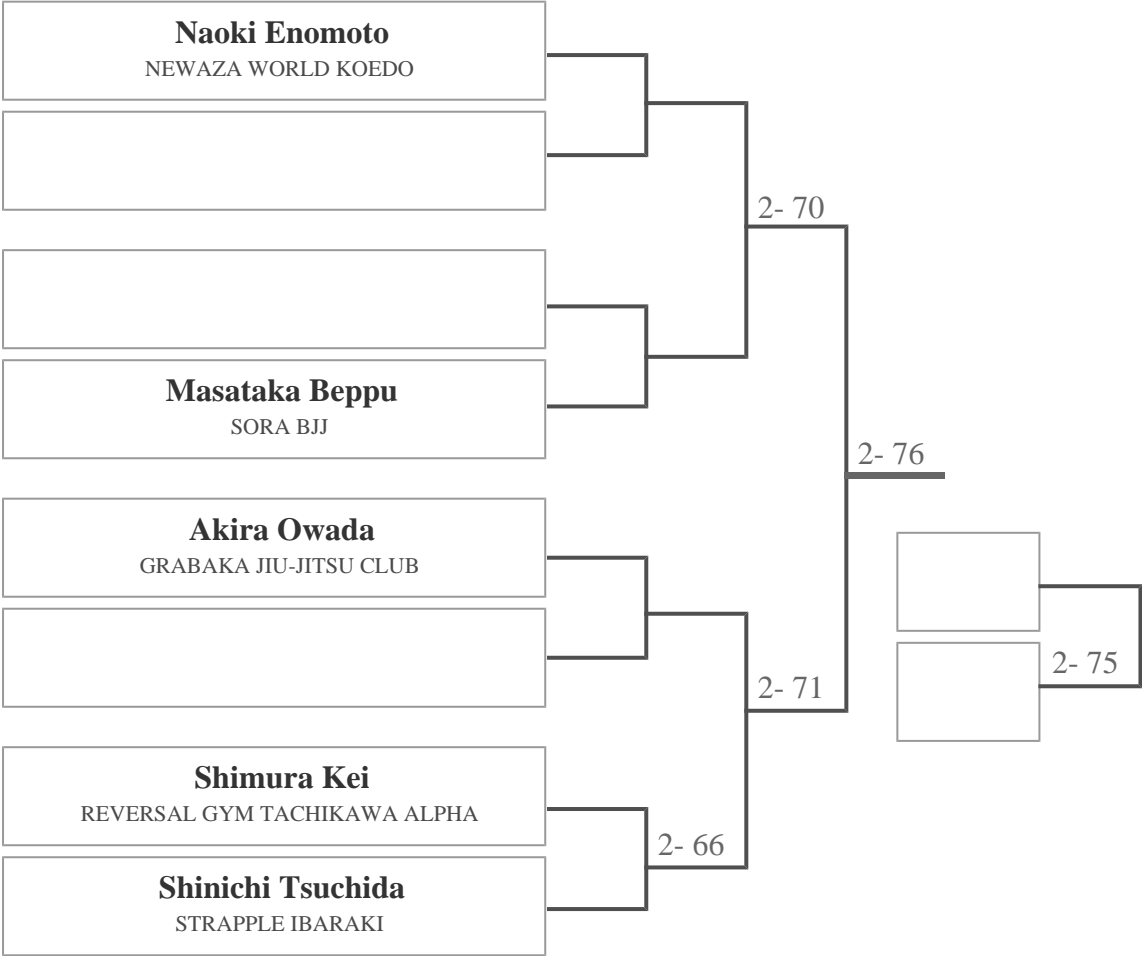 Naoki Enomoto
NEWAZA WORLD KOEDO
2- 70
Masataka Beppu
SORA BJJ
2- 76
Akira Owada
GRABAKA JIU-JITSU CLUB
2- 75
2- 71
Shimura Kei
REVERSAL GYM TACHIKAWA ALPHA
2- 66
Shinichi Tsuchida
STRAPPLE IBARAKI